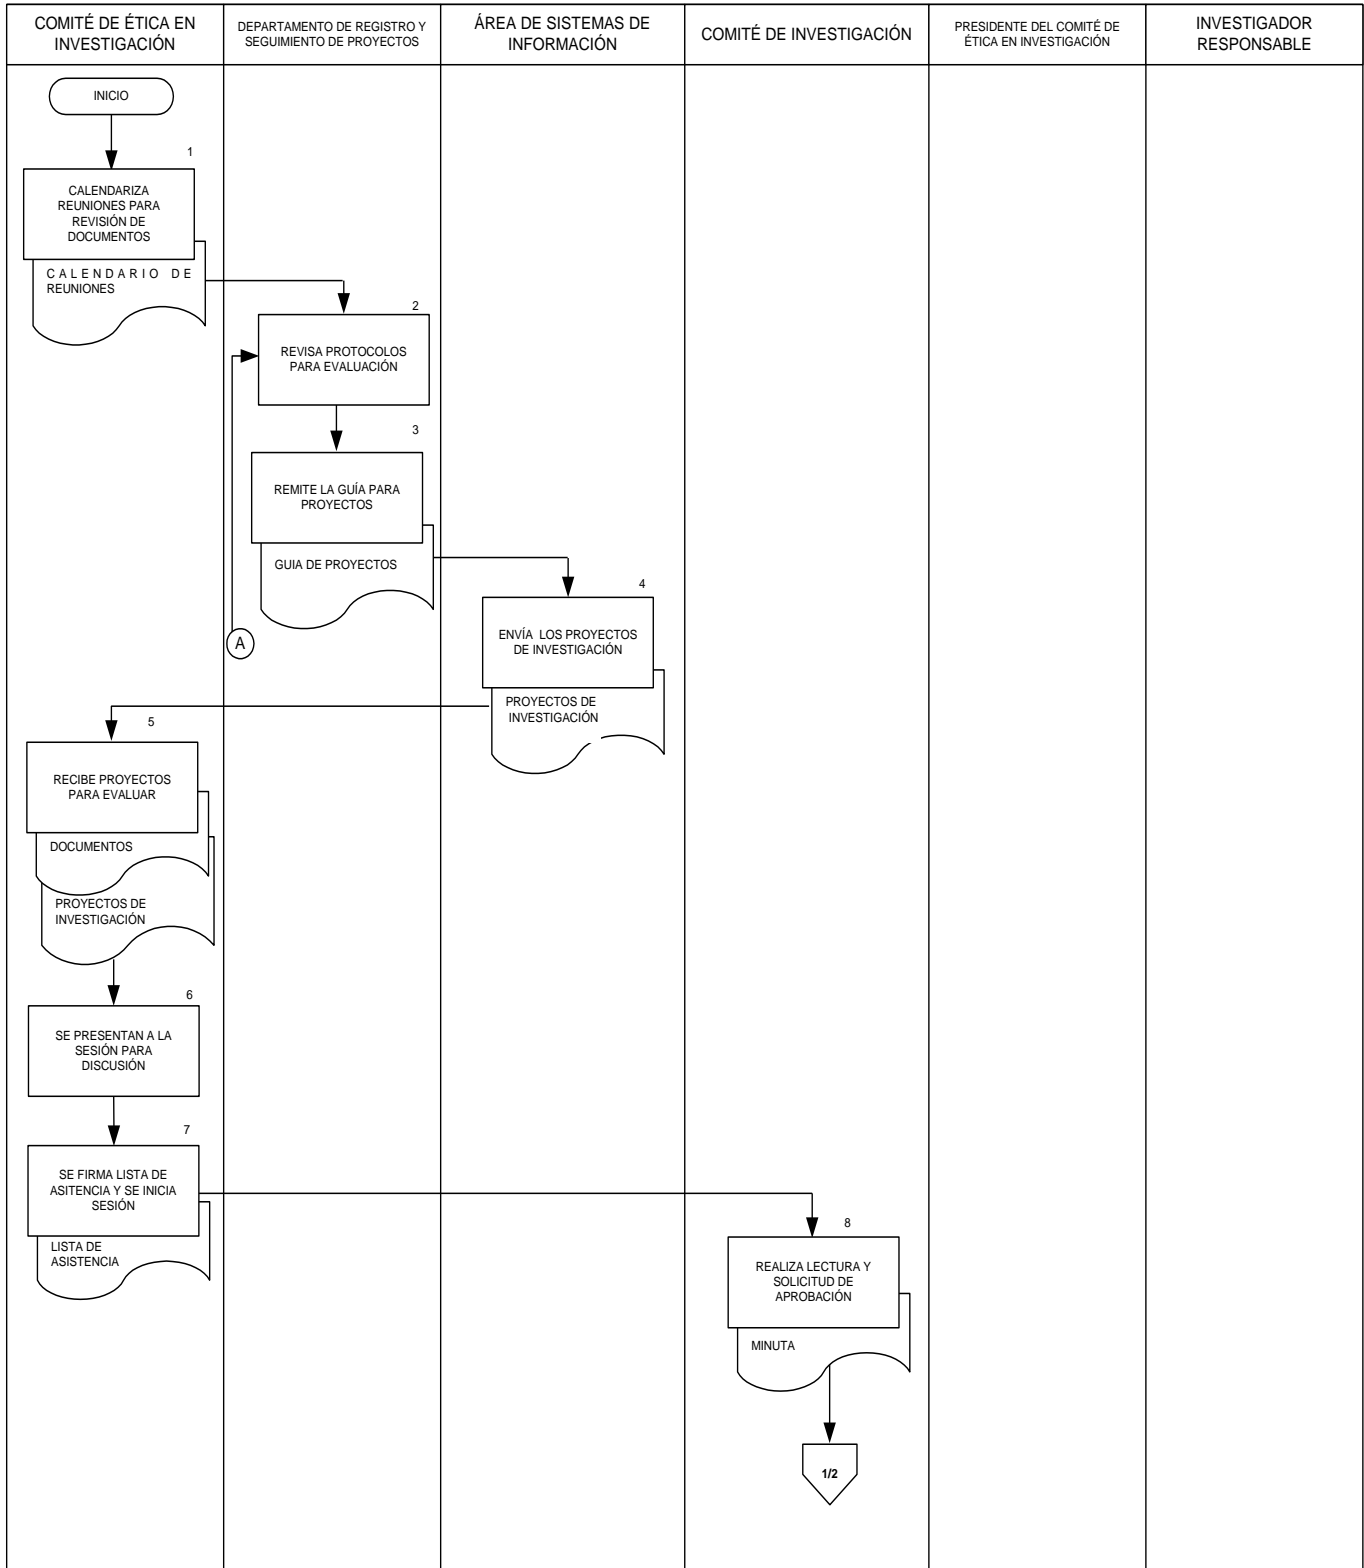 COMITÉ DE ÉTICA EN
INVESTIGACIÓN
DEPARTAMENTO DE REGISTRO Y
SEGUIMIENTO DE PROYECTOS
ÁREA DE SISTEMAS DE
INFORMACIÓN
COMITÉ DE INVESTIGACIÓN
PRESIDENTE DEL COMITÉ DE
ÉTICA EN INVESTIGACIÓN
INVESTIGADOR
RESPONSABLE
INICIO
1
CALENDARIZA
REUNIONES PARA
REVISIÓN DE
DOCUMENTOS
CALENDARIO DE
REUNIONES
2
REVISA PROTOCOLOS
PARA EVALUACIÓN
3
REMITE LA GUÍA PARA
PROYECTOS
GUIA DE PROYECTOS
A
4
ENVÍA LOS PROYECTOS
DE INVESTIGACIÓN
PROYECTOS DE
INVESTIGACIÓN
5
RECIBE PROYECTOS
PARA EVALUAR
DOCUMENTOS
PROYECTOS DE
INVESTIGACIÓN
6
SE PRESENTAN A LA
SESIÓN PARA
DISCUSIÓN
7
SE FIRMA LISTA DE
ASITENCIA Y SE INICIA
SESIÓN
LISTA DE
ASISTENCIA
8
REALIZA LECTURA Y
SOLICITUD DE
APROBACIÓN
MINUTA
1/2